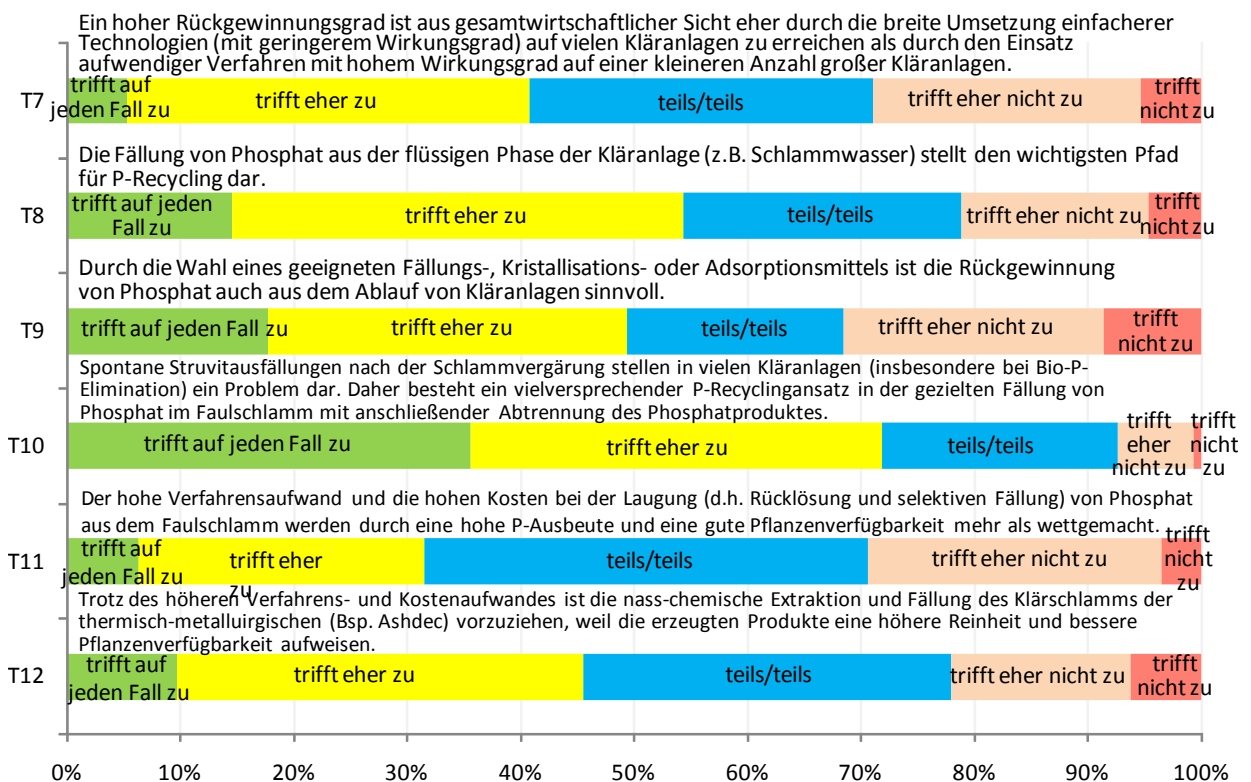 Ein hoher Rückgewinnungsgrad ist aus gesamtwirtschaftlicher Sicht eher durch die breite Umsetzung einfacherer
Technologien (mit geringerem Wirkungsgrad) auf vielen Kläranlagen zu erreichen als durch den Einsatz
aufwendiger Verfahren mit hohem Wirkungsgrad auf einer kleineren Anzahl großer Kläranlagen.
T7
trifft auf
jeden Fall zu
trifft eher zu
teils/teils
trifft eher nicht zu
trifft
nicht zu
Die Fällung von Phosphat aus der flüssigen Phase der Kläranlage (z.B. Schlammwasser) stellt den wichtigsten Pfad
für P-Recycling dar.
T8
trifft auf jeden
Fall zu
trifft eher zu
teils/teils
trifft eher nicht zu
trifft
nicht zu
Durch die Wahl eines geeigneten Fällungs-, Kristallisations- oder Adsorptionsmittels ist die Rückgewinnung
von Phosphat auch aus dem Ablauf von Kläranlagen sinnvoll.
T9
trifft auf jeden Fall zu
trifft eher zu
teils/teils
trifft eher nicht zu
trifft
nicht zu
Spontane Struvitausfällungen nach der Schlammvergärung stellen in vielen Kläranlagen (insbesondere bei Bio-P-
Elimination) ein Problem dar. Daher besteht ein vielversprechender P-Recyclingansatz in der gezielten Fällung von
Phosphat im Faulschlamm mit anschließender Abtrennung des Phosphatproduktes.
T10
trifft auf jeden Fall zu
trifft eher zu
teils/teils
trifft
eher
nicht zu
trifft
nicht
zu
Der hohe Verfahrensaufwand und die hohen Kosten bei der Laugung (d.h. Rücklösung und selektiven Fällung) von Phosphat
aus dem Faulschlamm werden durch eine hohe P-Ausbeute und eine gute Pflanzenverfügbarkeit mehr als wettgemacht.
T11
trifft auf
jeden Fall zu
trifft eher
zu
teils/teils
trifft eher nicht zu
trifft
nicht
zu
Trotz des höheren Verfahrens- und Kostenaufwandes ist die nass-chemische Extraktion und Fällung des Klärschlamms der
thermisch-metalluirgischen (Bsp. Ashdec) vorzuziehen, weil die erzeugten Produkte eine höhere Reinheit und bessere
Pflanzenverfügbarkeit aufweisen.
T12
trifft auf
jeden Fall zu
trifft eher zu
teils/teils
trifft eher nicht zu
trifft
nicht zu
0% 10% 20% 30% 40% 50% 60% 70% 80% 90% 100%